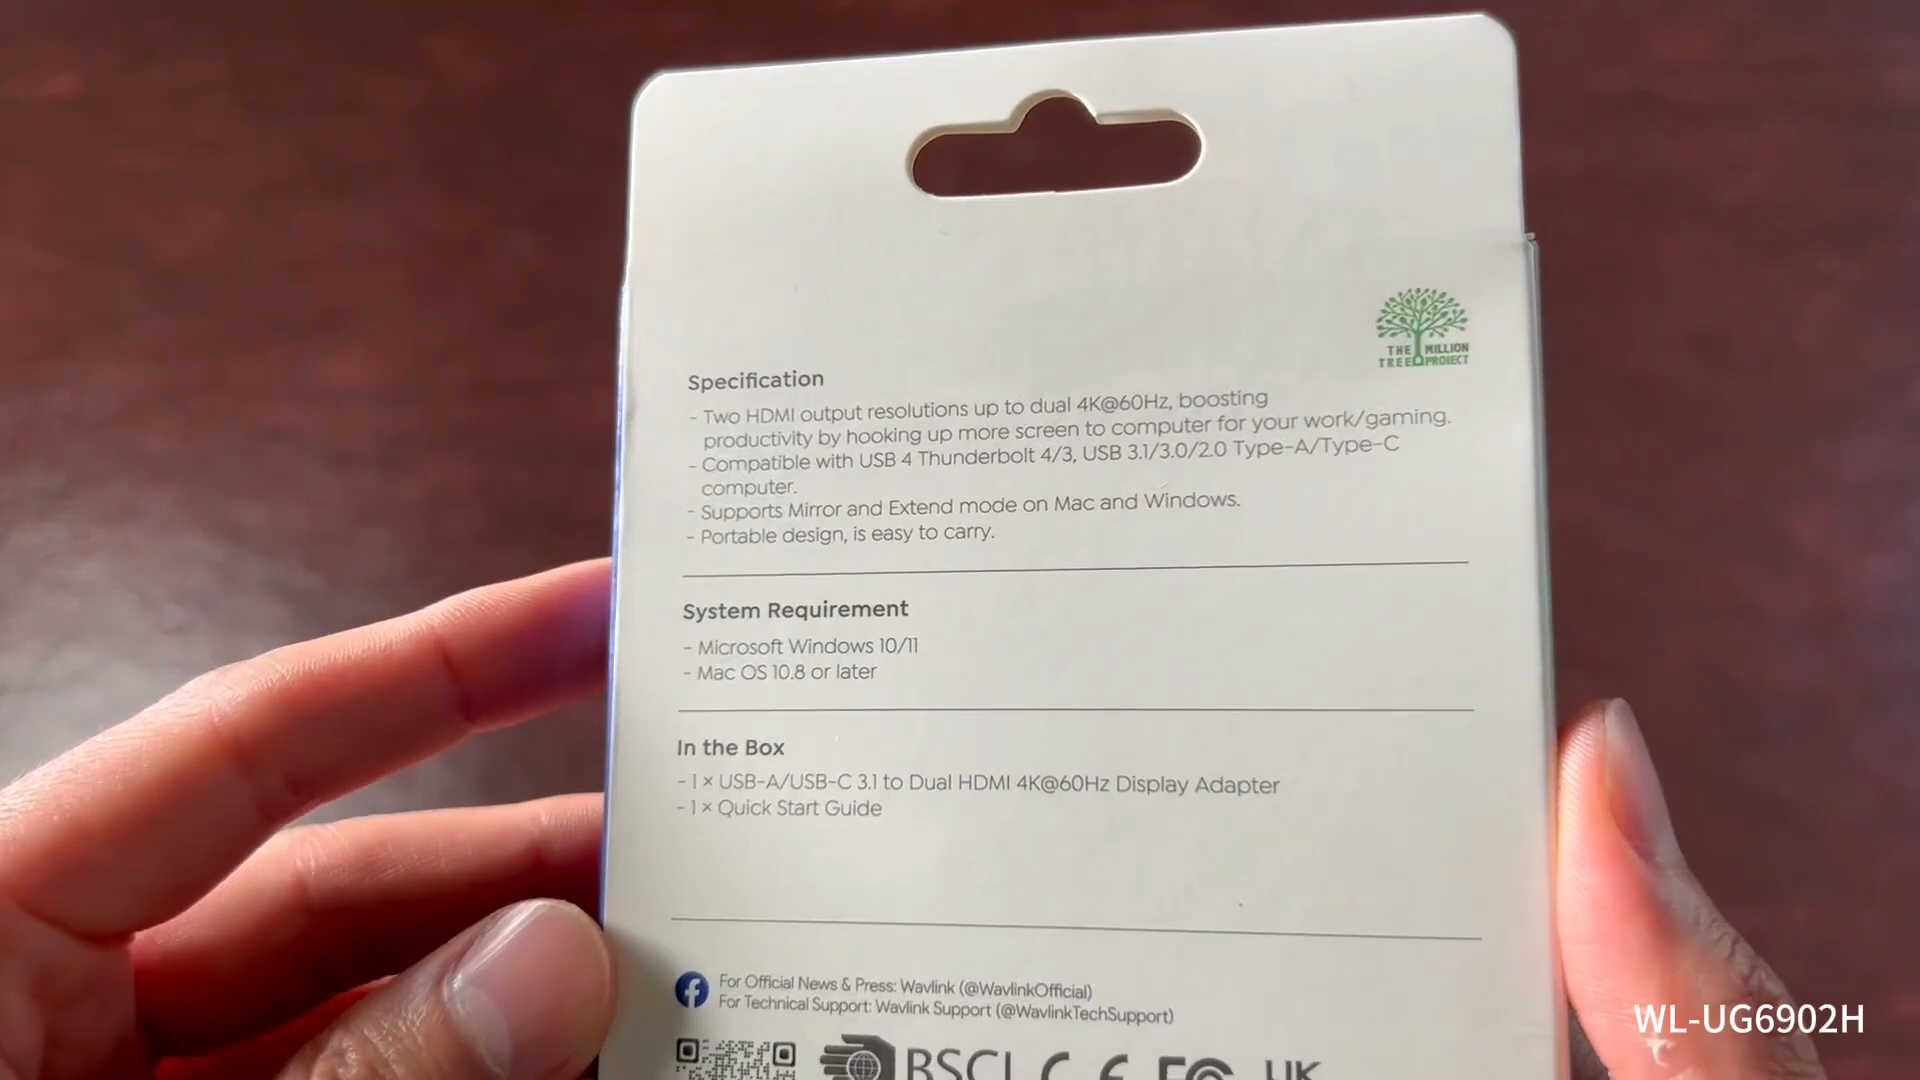 THE MILLION
TREE PROJECT
Specification
- Two HDMI output resolutions up to dual 4K@60Hz, boosting
productivity by hooking up more screen to computer for your work/gaming.
- Compatible with USB 4 Thunderbolt 4/3, USB 3.1/3.0/2.0 Type-A/Type-C
computer.
- Supports Mirror and Extend mode on Mac and Windows.
- Portable design, is easy to carry.
System Requirement
- Microsoft Windows 10/11
- Mac OS 10.8 or later
In the Box
- 1 × USB-A/USB-C 3.1 to Dual HDMI 4K@60Hz Display Adapter
- 1 × Quick Start Guide
For Official News & Press: Wavlink (@WavlinkOfficial)
For Technical Support: Wavlink Support (@WavlinkTechSupport)
BSCI CE FC UK
WL-UG6902H